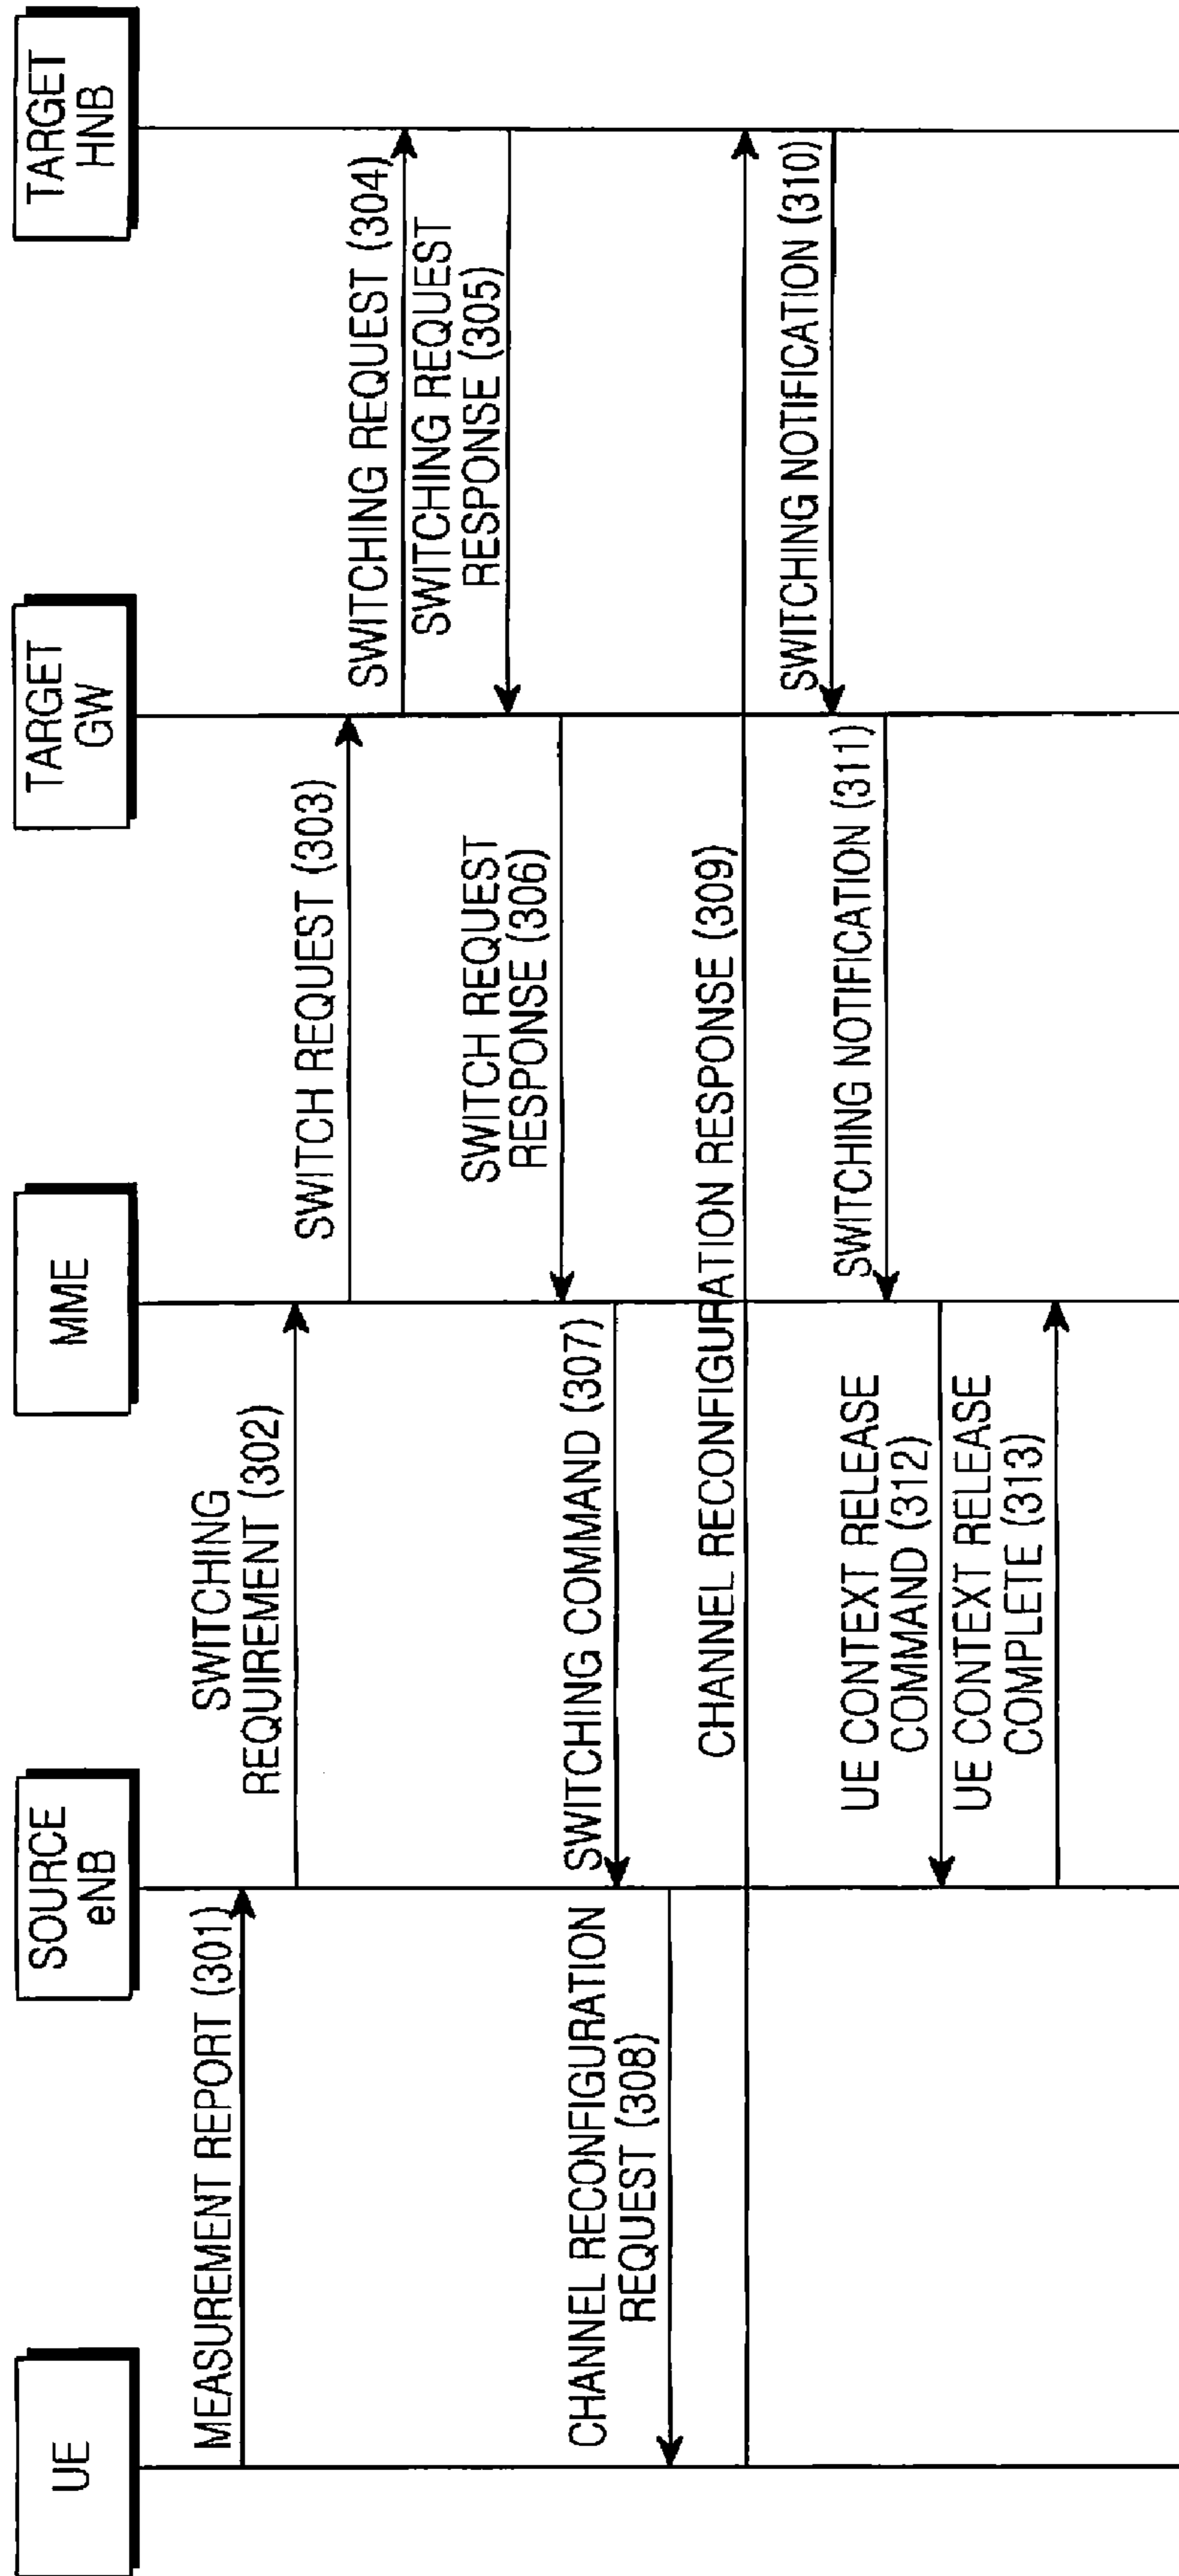 UE
SOURCE
eNB
MME
TARGET
GW
TARGET
HNB
MEASUREMENT REPORT (301)
SWITCHING
REQUIREMENT (302)
SWITCH REQUEST (303)
SWITCHING REQUEST (304)
SWITCHING REQUEST
RESPONSE (305)
SWITCH REQUEST
RESPONSE (306)
SWITCHING COMMAND (307)
CHANNEL RECONFIGURATION
REQUEST (308)
CHANNEL RECONFIGURATION RESPONSE (309)
SWITCHING NOTIFICATION (310)
SWITCHING NOTIFICATION (311)
UE CONTEXT RELEASE
COMMAND (312)
UE CONTEXT RELEASE
COMPLETE (313)